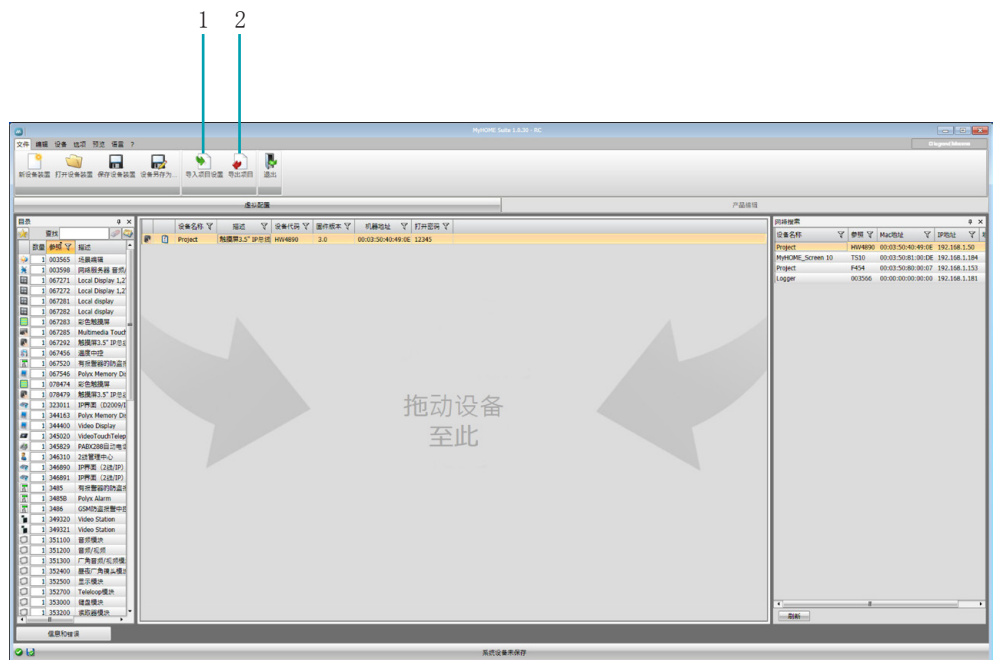 1 2
MyHOME Suite 1.0.30 - RC
文件 编辑 设备 选项 预览 语言 ?
新设备装置 打开设备装置 保存设备装置 设备另存为... 导入项目设置 导出项目 退出
虚拟配置 产品编辑
目录
查找
数量 参照 描述
1 003565 场景编辑
1 003598 网络服务器 音频/
1 067271 Local Display 1,2"
1 067272 Local Display 1,2"
1 067281 Local display
1 067282 Local display
1 067283 彩色触摸屏
1 067285 Multimedia Touch
1 067292 触摸屏3.5" IP总线
1 067456 温度中控
1 067520 有报警器的防盗报
1 067546 Polyx Memory Dis
1 078474 彩色触摸屏
1 078479 触摸屏3.5" IP总线
1 323011 IP界面 (D2009/I
1 344163 Polyx Memory Dis
1 344400 Video Display
1 345020 VideoTouchTelep
1 345829 PABX288自动电话
1 346310 2线管理中心
1 346890 IP界面 (2线/IP)
1 346891 IP界面 (2线/IP)
1 3485 有报警器的防盗报
1 3485B Polyx Alarm
1 3486 GSM防盗报警中控
1 349320 Video Station
1 349321 Video Station
1 351100 音频模块
1 351200 音频/视频
1 351300 广角音频/视频模
1 352400 昼夜广角镜头模块
1 352500 显示模块
1 352700 Teleloop模块
1 353000 键盘模块
1 353200 读取器模块
信息和错误
设备名称 描述 设备代码 固件版本 机器地址 打开密码
Project 触摸屏3.5" IP总线 HW4890 3.0 00:03:50:40:49:0E 12345
拖动设备
至此
网络搜索
设备名称 参照 Mac地址 IP地址
Project HW4890 00:03:50:40:49:0E 192.168.1.50
MyHOME_Screen 10 TS10 00:03:50:81:00:DE 192.168.1.184
Project F454 00:03:50:80:00:07 192.168.1.153
Logger 003566 00:00:00:00:00:00 192.168.1.181
刷新
系统设备未保存